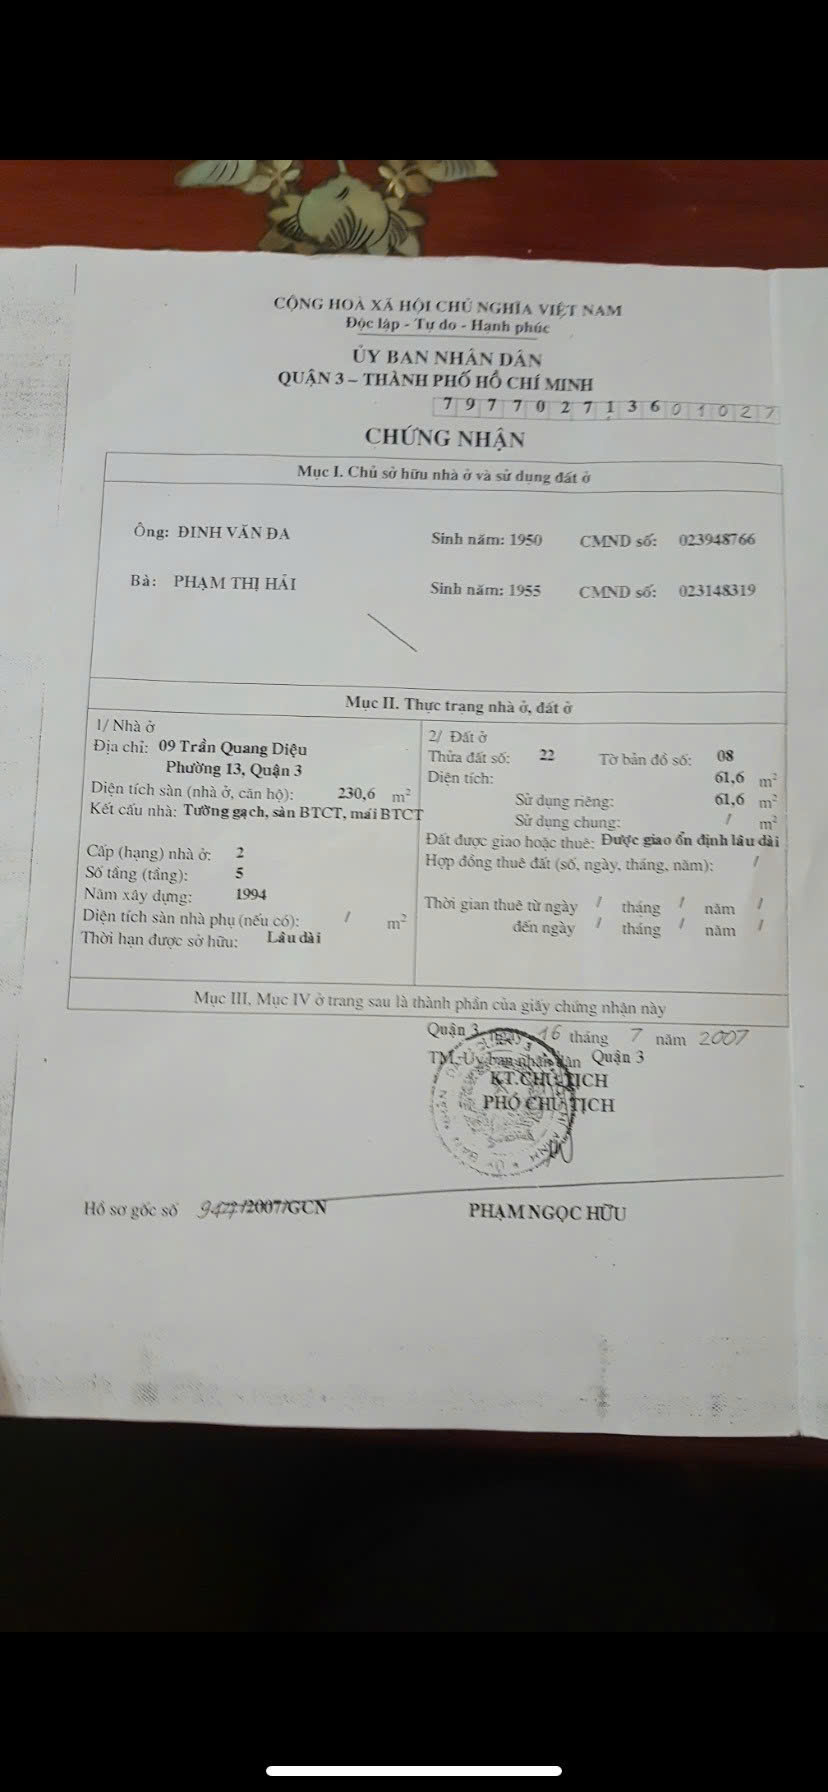 CỘNG HOÀ XÃ HỘI CHỦ NGHĨA VIỆT NAM
Độc lập - Tự do - Hạnh phúc
ỦY BAN NHÂN DÂN
QUẬN 3 – THÀNH PHỐ HỒ CHÍ MINH
7 9 7 7 0 2 7 1 3 6 0 1 0 2 7
CHỨNG NHẬN
Mục I. Chủ sở hữu nhà ở và sử dụng đất ở
Ông: ĐINH VĂN ĐA Sinh năm: 1950 CMND số: 023948766
Bà: PHẠM THỊ HẢI Sinh năm: 1955 CMND số: 023148319
Mục II. Thực trạng nhà ở, đất ở
1/ Nhà ở
Địa chỉ: 09 Trần Quang Diệu
Phường 13, Quận 3
Diện tích sàn (nhà ở, căn hộ): 230,6 m²
Kết cấu nhà: Tường gạch, sàn BTCT, mái BTCT
Cấp (hạng) nhà ở: 2
Số tầng (tầng): 5
Năm xây dựng: 1994
Diện tích sàn nhà phụ (nếu có): / m²
Thời hạn được sở hữu: Lâu dài
2/ Đất ở
Thửa đất số: 22 Tờ bản đồ số: 08
Diện tích: 61,6 m²
Sử dụng riêng: 61,6 m²
Sử dụng chung: / m²
Đất được giao hoặc thuê: Được giao ổn định lâu dài
Hợp đồng thuê đất (số, ngày, tháng, năm): /
Thời gian thuê từ ngày / tháng / năm /
đến ngày / tháng / năm /
Mục III, Mục IV ở trang sau là thành phần của giấy chứng nhận này
Quận 3, ngày 16 tháng 7 năm 2007
TM. Ủy ban nhân dân Quận 3
KT.CHỦ TỊCH
PHÓ CHỦ TỊCH
Hồ sơ gốc số /2007/GCN
PHẠM NGỌC HỮU